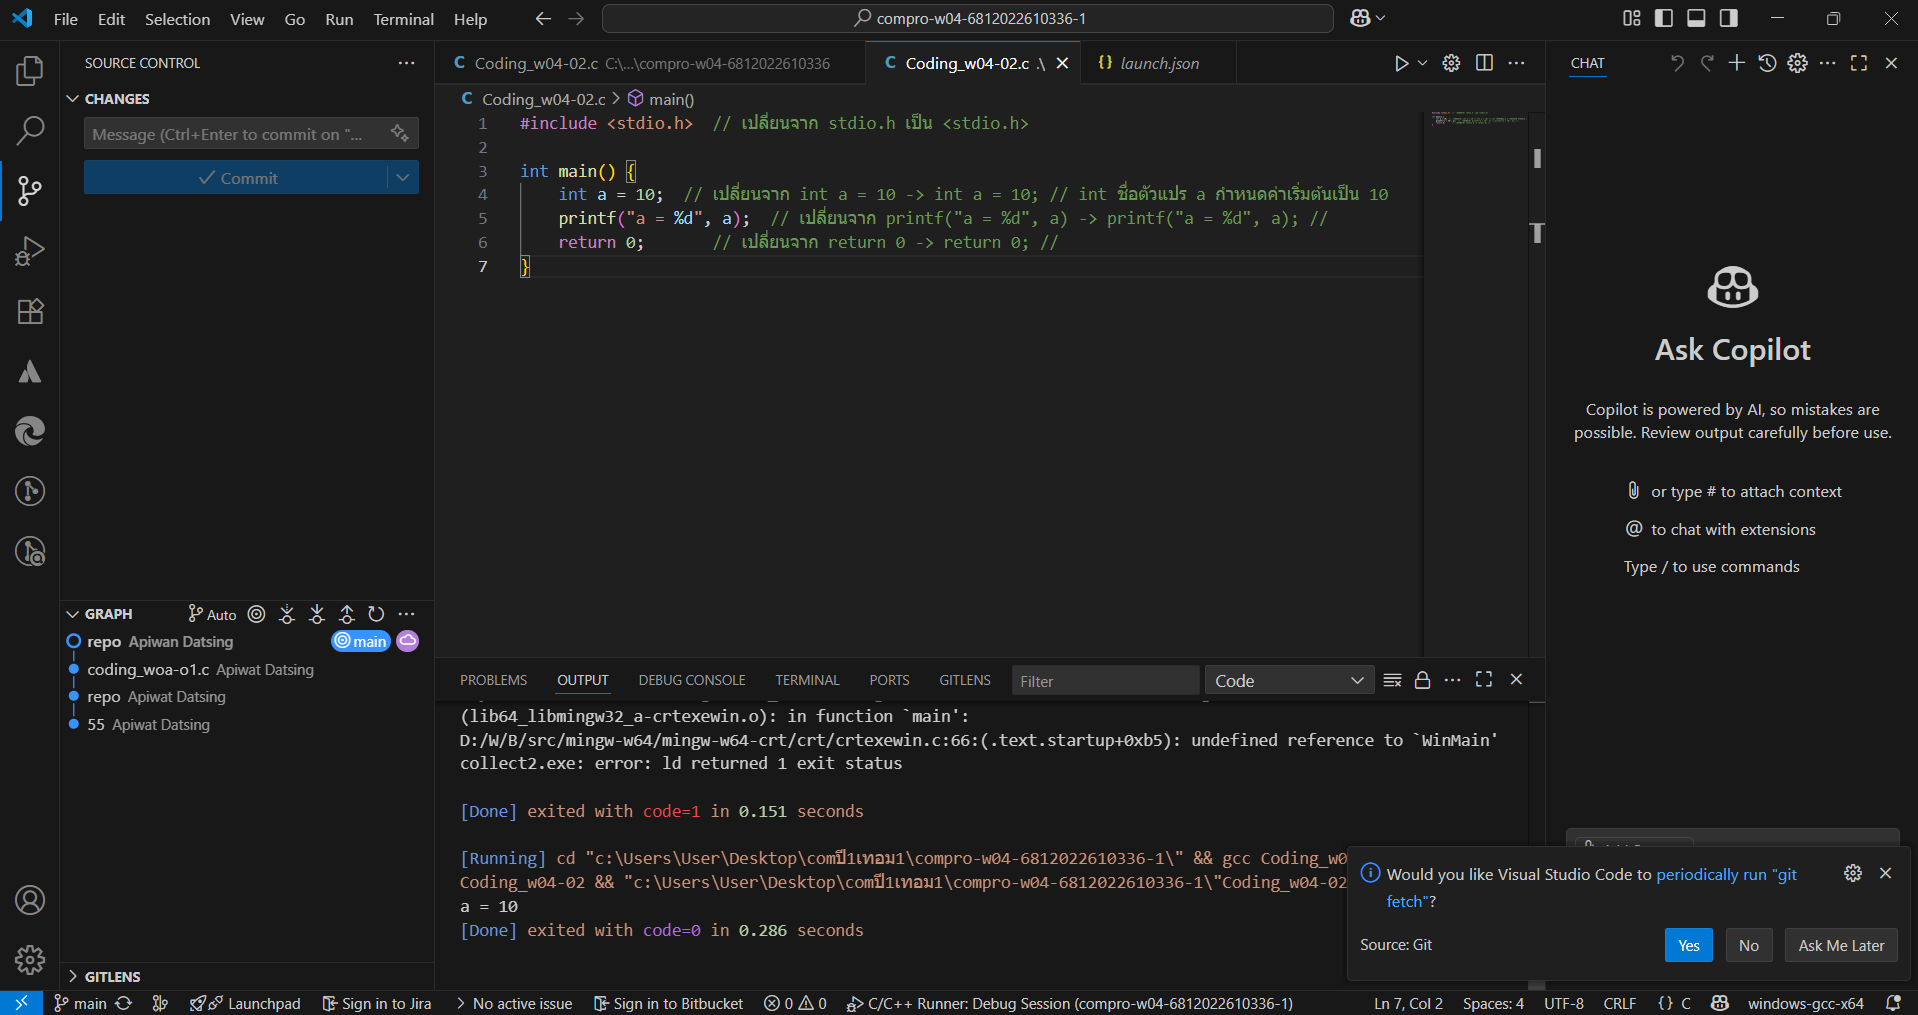 File Edit Selection View Go Run Terminal Help
compro-w04-6812022610336-1
SOURCE CONTROL
CHANGES
Message (Ctrl+Enter to commit on "...
Commit
GRAPH
Auto
repo Apiwan Datsing main
coding_woa-o1.c Apiwat Datsing
repo Apiwat Datsing
55 Apiwat Datsing
GITLENS
Coding_w04-02.c C:\...\compro-w04-6812022610336
Coding_w04-02.c .\
{} launch.json
Coding_w04-02.c > main()
1 #include <stdio.h>  // เปลี่ยนจาก stdio.h เป็น <stdio.h>
2
3 int main() {
4     int a = 10;  // เปลี่ยนจาก int a = 10 -> int a = 10; // int ชื่อตัวแปร a กำหนดค่าเริ่มต้นเป็น 10
5     printf("a = %d", a);  // เปลี่ยนจาก printf("a = %d", a) -> printf("a = %d", a); //
6     return 0;       // เปลี่ยนจาก return 0 -> return 0; //
7 }
PROBLEMS OUTPUT DEBUG CONSOLE TERMINAL PORTS GITLENS Filter Code
(lib64_libmingw32_a-crtexewin.o): in function `main':
D:/W/B/src/mingw-w64/mingw-w64-crt/crt/crtexewin.c:66:(.text.startup+0xb5): undefined reference to `WinMain'
collect2.exe: error: ld returned 1 exit status
[Done] exited with code=1 in 0.151 seconds
[Running] cd "c:\Users\User\Desktop\comปี1เทอม1\compro-w04-6812022610336-1\" && gcc Coding_w0
Coding_w04-02 && "c:\Users\User\Desktop\comปี1เทอม1\compro-w04-6812022610336-1\"Coding_w04-02
a = 10
[Done] exited with code=0 in 0.286 seconds
CHAT
Ask Copilot
Copilot is powered by AI, so mistakes are
possible. Review output carefully before use.
or type # to attach context
@ to chat with extensions
Type / to use commands
Would you like Visual Studio Code to periodically run "git
fetch"?
Source: Git
Yes No Ask Me Later
main Launchpad Sign in to Jira > No active issue Sign in to Bitbucket 0 0 C/C++ Runner: Debug Session (compro-w04-6812022610336-1) Ln 7, Col 2 Spaces: 4 UTF-8 CRLF {} C windows-gcc-x64